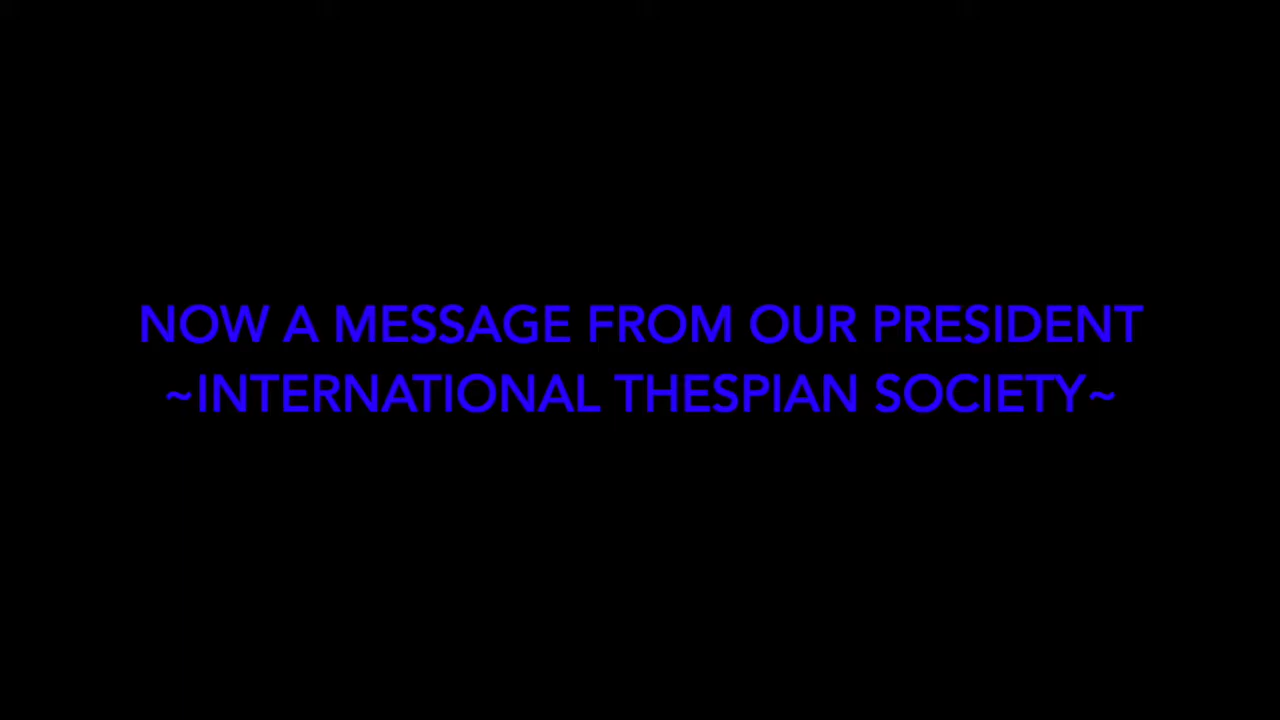 NOW A MESSAGE FROM OUR PRESIDENT
~INTERNATIONAL THESPIAN SOCIETY~